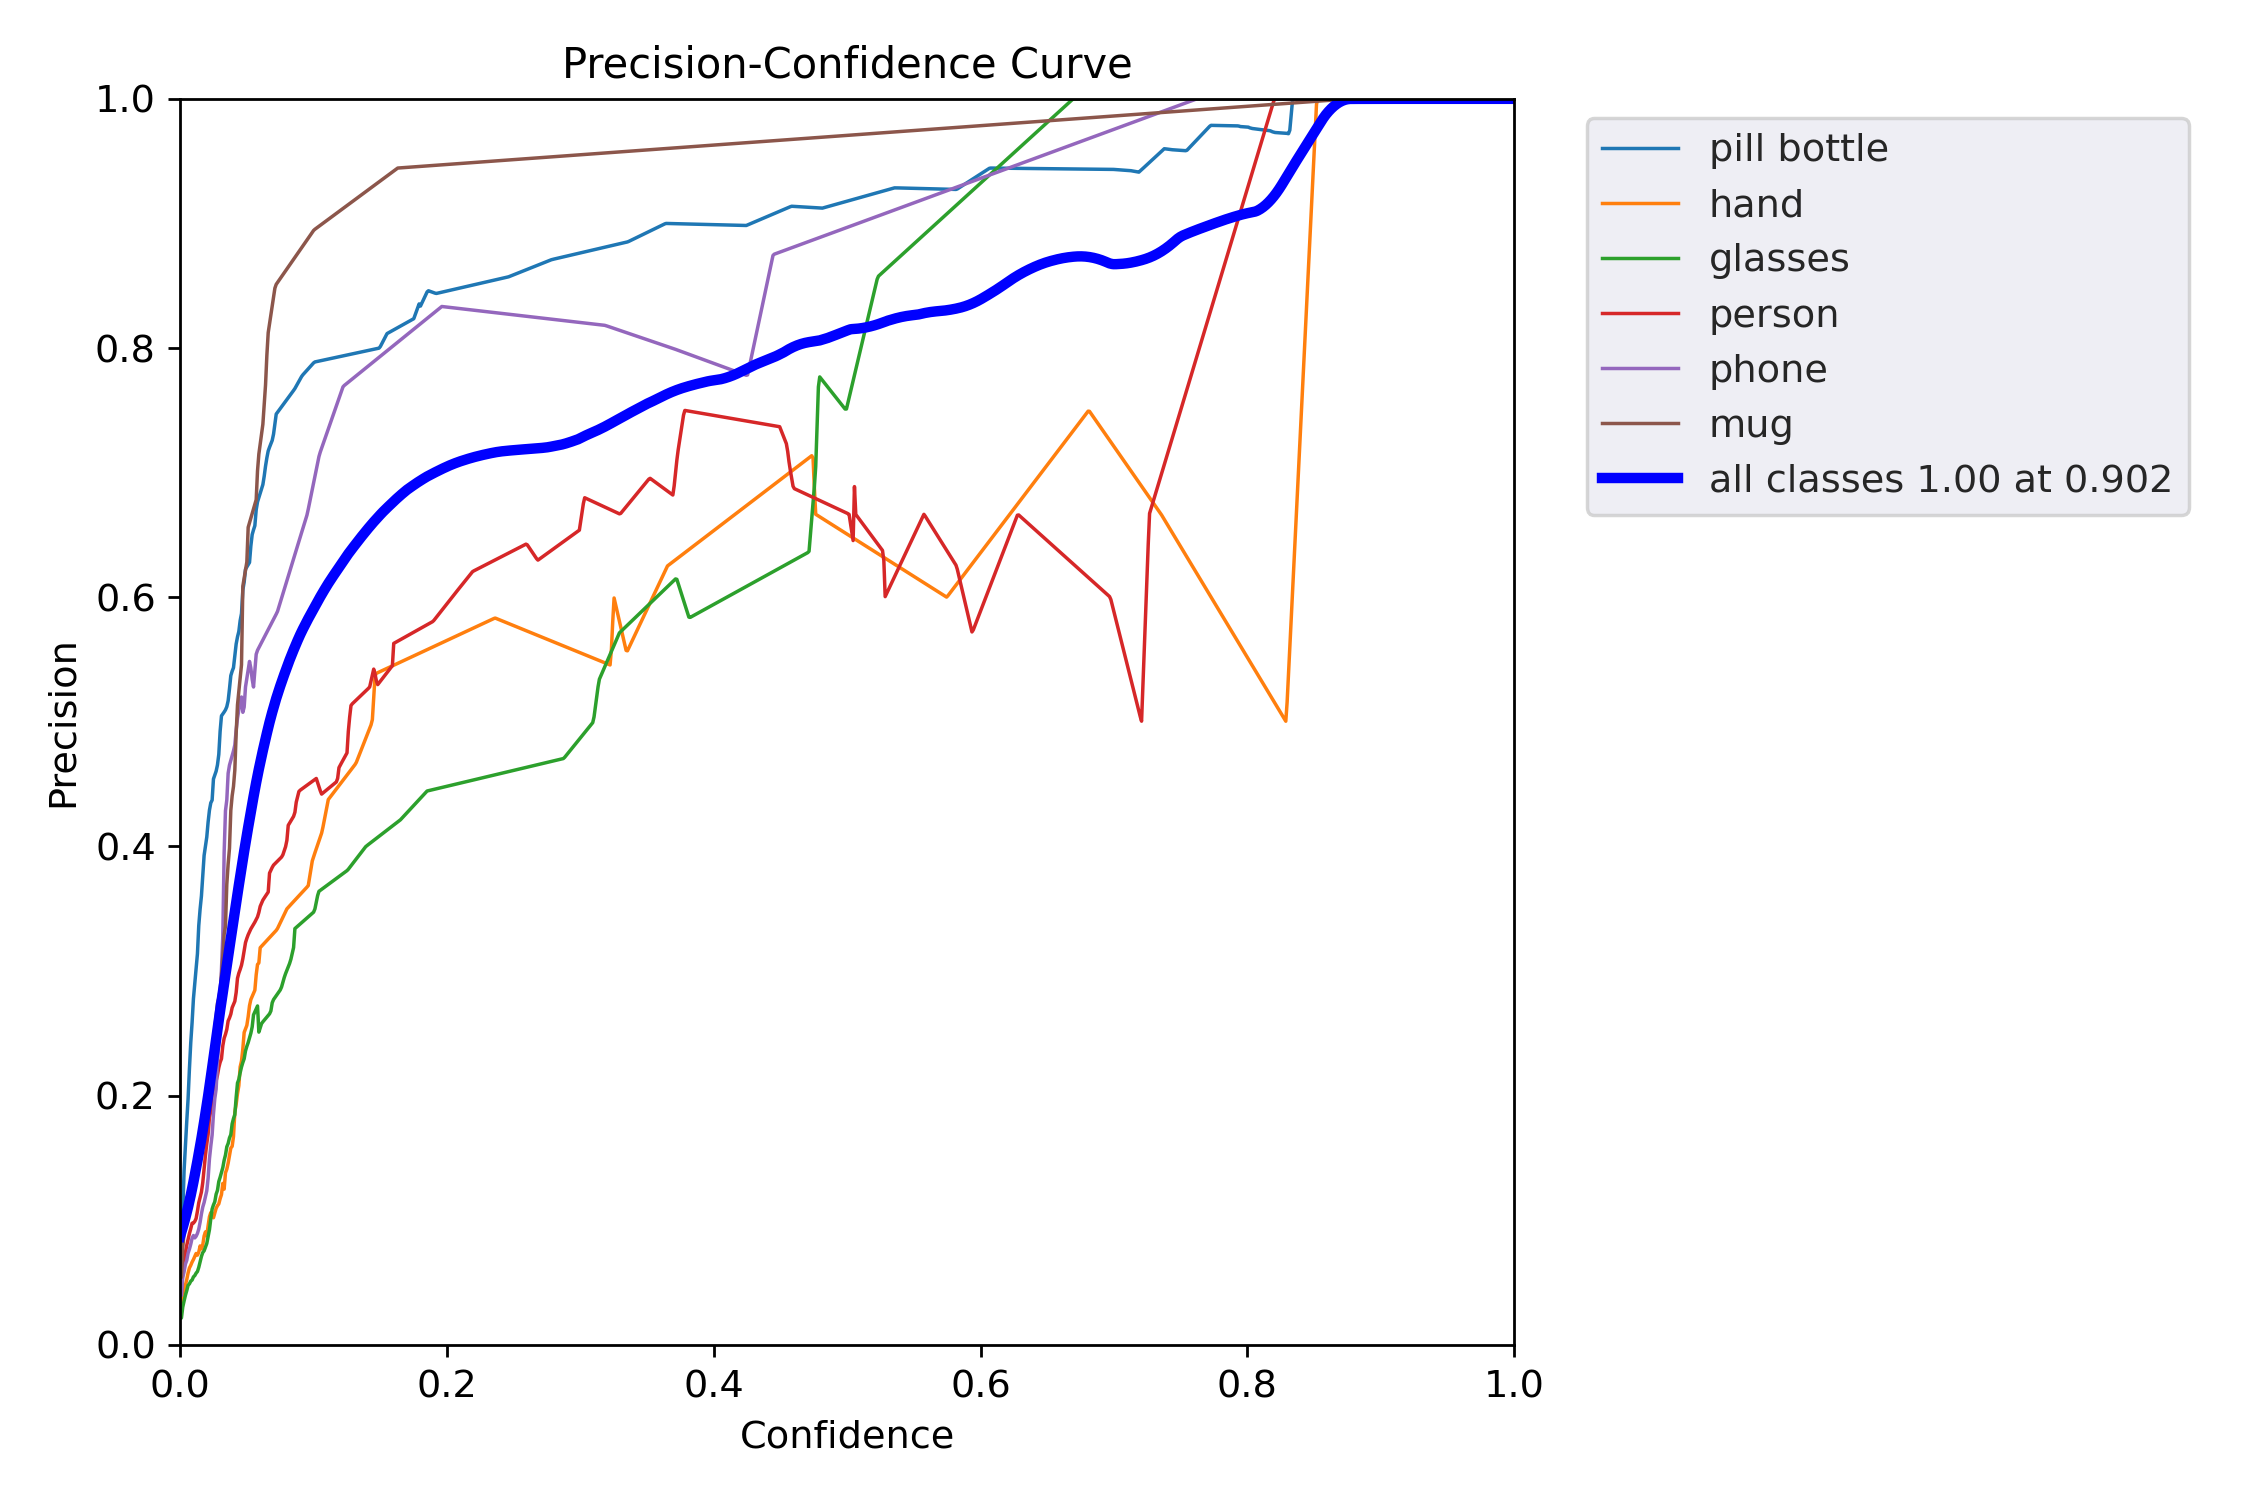 Precision-Confidence Curve
1.0
0.8
0.6
0.4
0.2
0.0
Precision
0.0 0.2 0.4 0.6 0.8 1.0
Confidence
pill bottle
hand
glasses
person
phone
mug
all classes 1.00 at 0.902